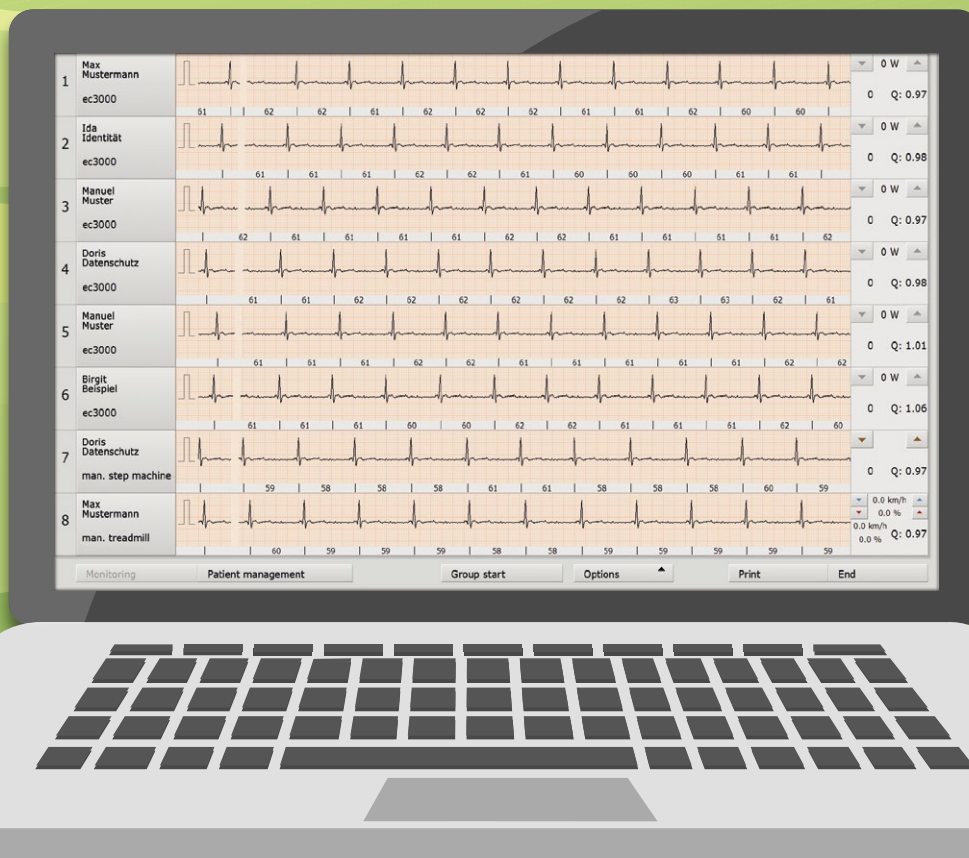 1
Max
Mustermann
ec3000
61 62 62 61 62 62 61 61 62 60 60
0 W
0 Q: 0.97
2
Ida
Identität
ec3000
61 61 61 62 62 61 60 60 60 61 61
0 W
0 Q: 0.98
3
Manuel
Muster
ec3000
62 61 61 61 61 62 61 61 61 61 62
0 W
0 Q: 0.97
4
Doris
Datenschutz
ec3000
61 61 62 62 62 62 62 63 63 62 61
0 W
0 Q: 0.98
5
Manuel
Muster
ec3000
61 61 61 62 62 61 61 61 61 62 62
0 W
0 Q: 1.01
6
Birgit
Beispiel
ec3000
61 61 61 60 60 62 61 61 61 62 60
0 W
0 Q: 1.06
7
Doris
Datenschutz
man. step machine
59 58 58 58 61 61 58 58 58 60 59
0 Q: 0.97
8
Max
Mustermann
man. treadmill
60 59 59 59 58 58 59 59 59 59
0.0 km/h
0.0 %
0.0 km/h
0.0 %
Q: 0.97
Monitoring Patient management Group start Options Print End